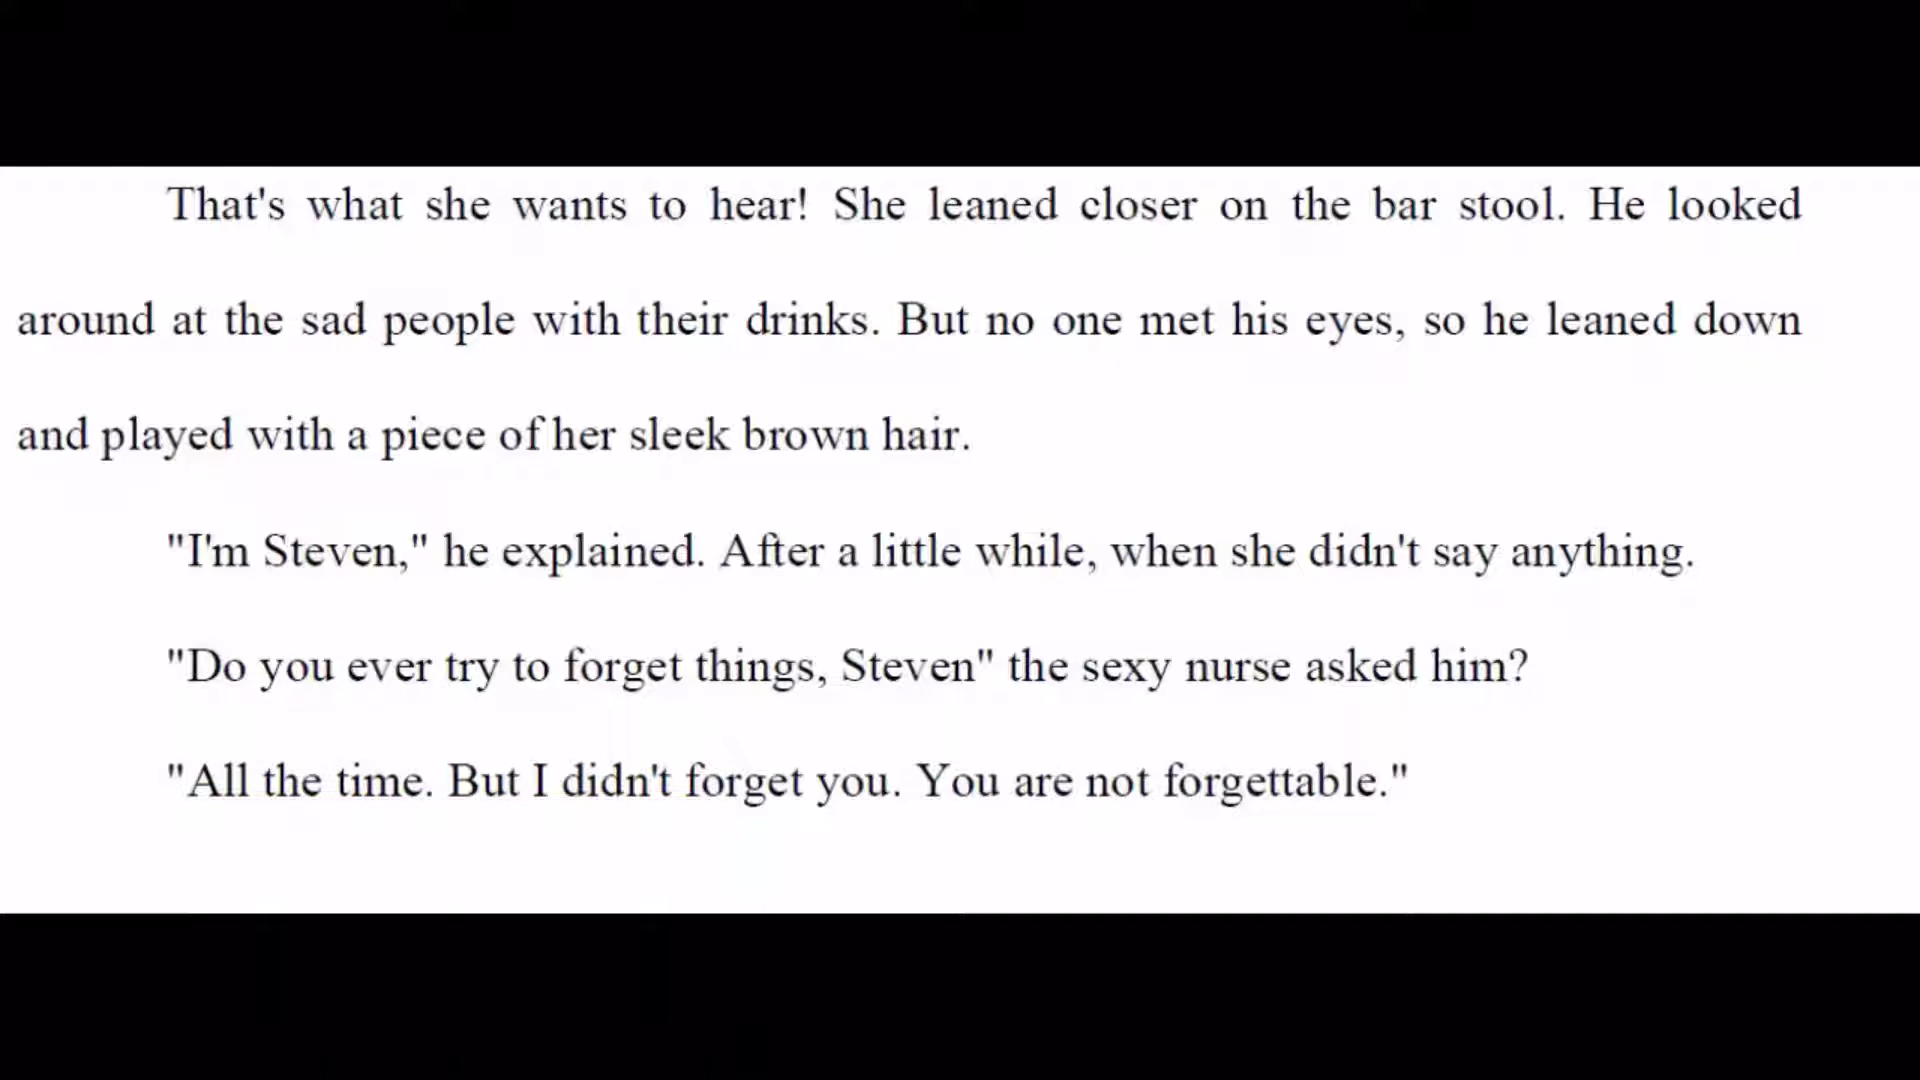 That's what she wants to hear! She leaned closer on the bar stool. He looked
around at the sad people with their drinks. But no one met his eyes, so he leaned down
and played with a piece of her sleek brown hair.
"I'm Steven," he explained. After a little while, when she didn't say anything.
"Do you ever try to forget things, Steven" the sexy nurse asked him?
"All the time. But I didn't forget you. You are not forgettable."